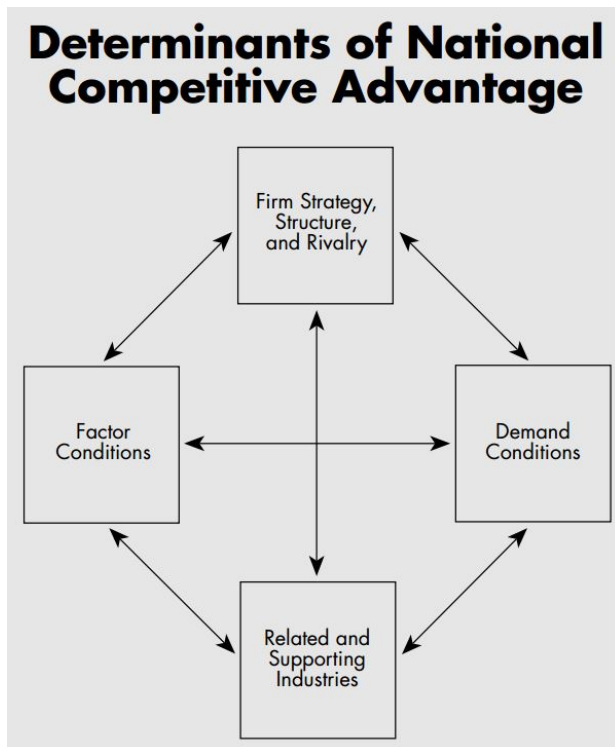 Determinants of National
Competitive Advantage
Firm Strategy,
Structure,
and Rivalry
Factor
Conditions
Demand
Conditions
Related and
Supporting
Industries